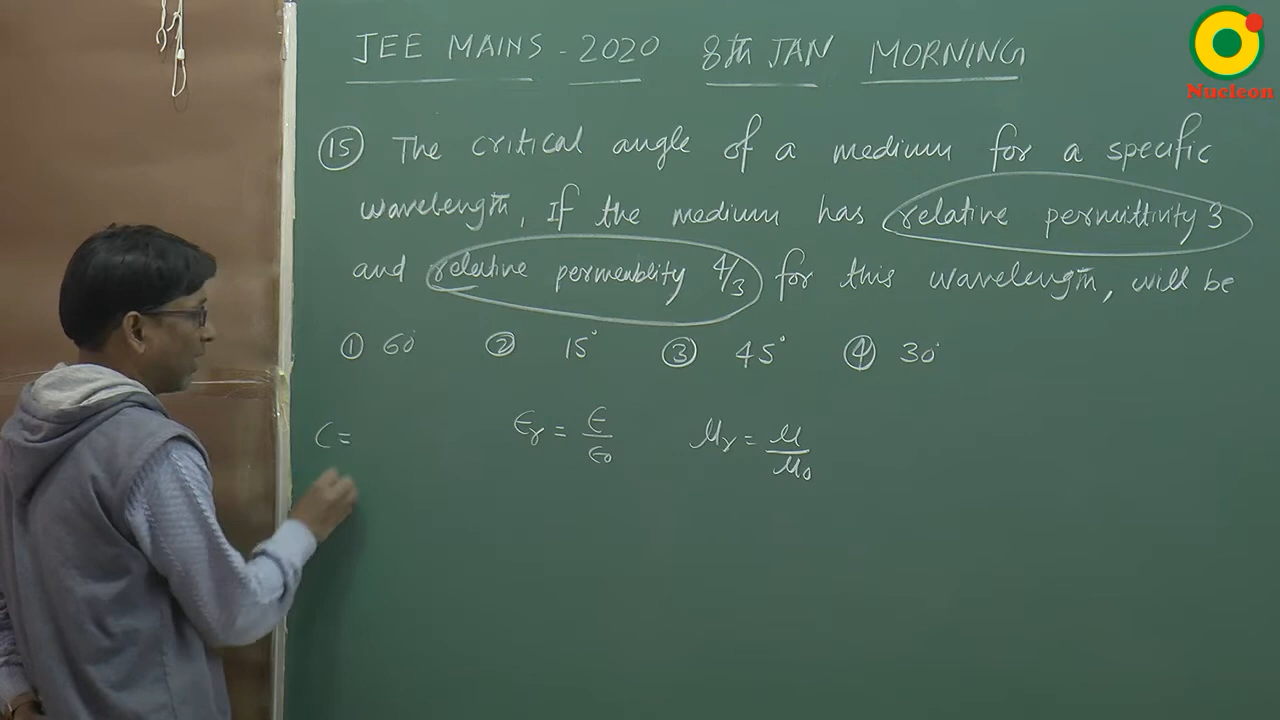 JEE MAINS - 2020 8th JAN MORNING
Nucleon
15 The critical angle of a medium for a specific
wavelength, If the medium has relative permittivity 3
and relative permeablity 4/3 for this wavelength, will be
1 60° 2 15° 3 45° 4 30°
C = ϵr = ϵ/ϵ0 μr = μ/μ0